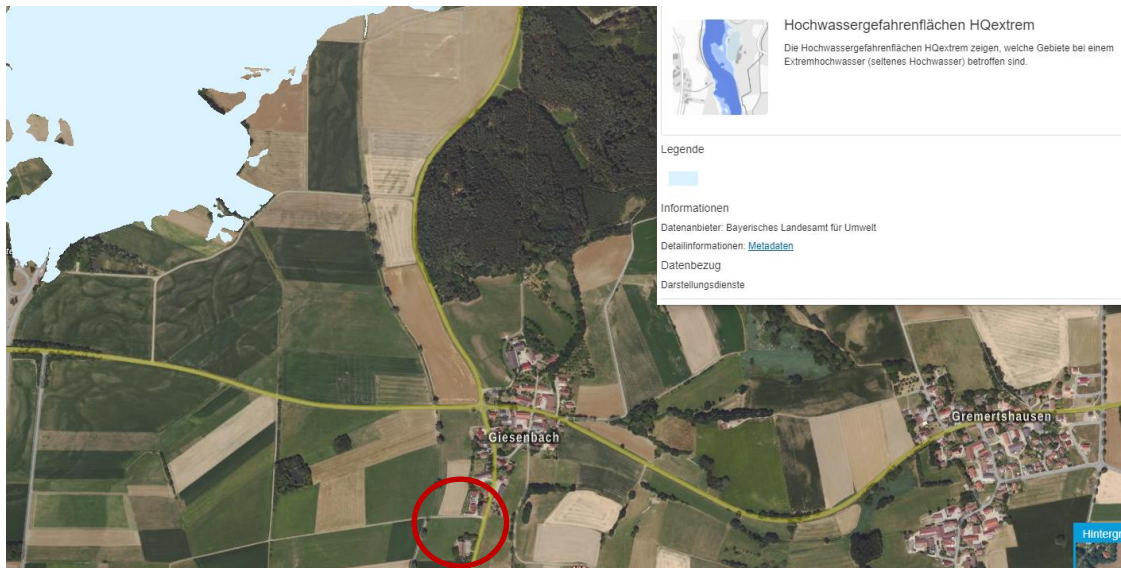 Hochwassergefahrenflächen HQextrem
Die Hochwassergefahrenflächen HQextrem zeigen, welche Gebiete bei einem
Extremhochwasser (seltenes Hochwasser) betroffen sind.
Legende
Informationen
Datenanbieter: Bayerisches Landesamt für Umwelt
Detailinformationen: Metadaten
Datenbezug
Darstellungsdienste
Giesenbach
Gremertshausen